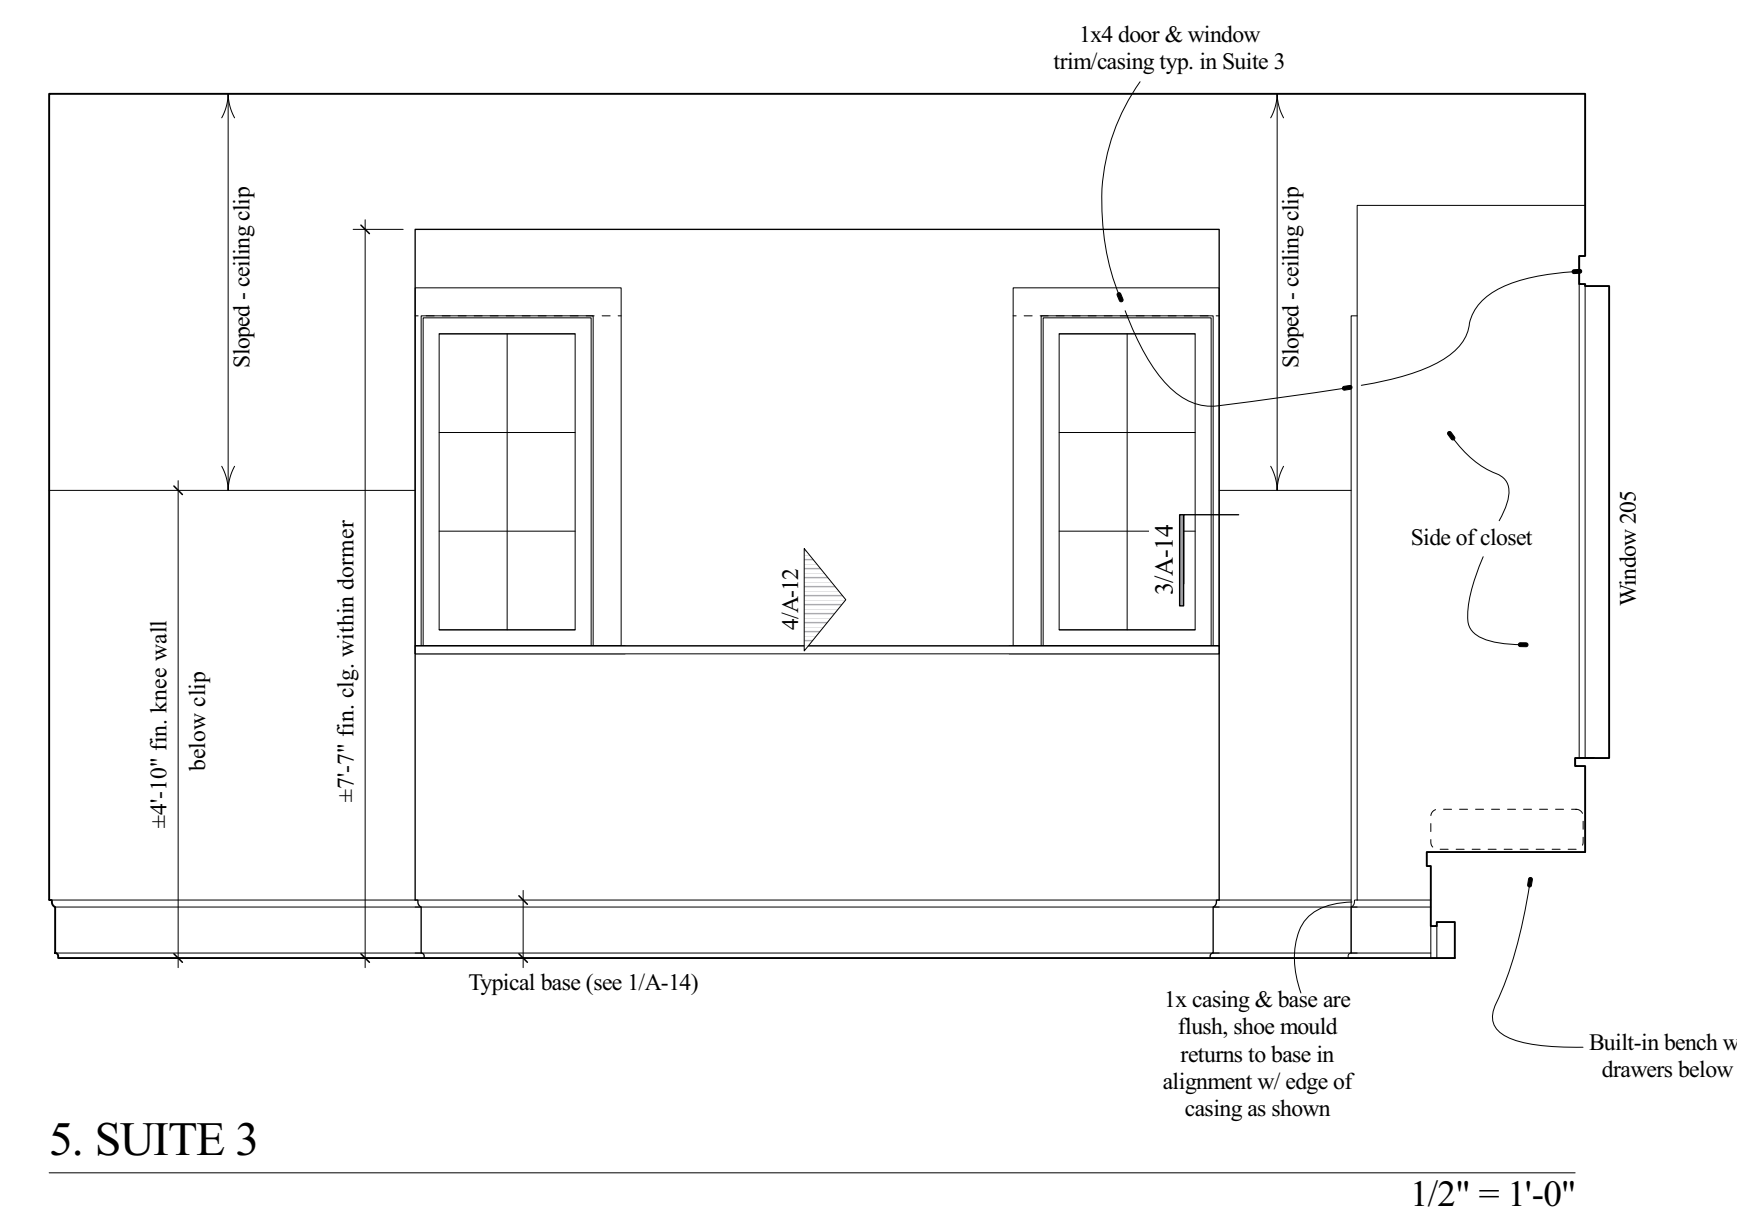 1x4 door & window
trim/casing typ. in Suite 3
Sloped - ceiling clip
Sloped - ceiling clip
±4'-10" fin. knee wall
below clip
±7'-7" fin. clg. within dormer
4/A-12
3/A-14
Side of closet
Window 205
Typical base (see 1/A-14)
1x casing & base are
flush, shoe mould
returns to base in
alignment w/ edge of
casing as shown
Built-in bench w
drawers below
5. SUITE 3
1/2" = 1'-0"